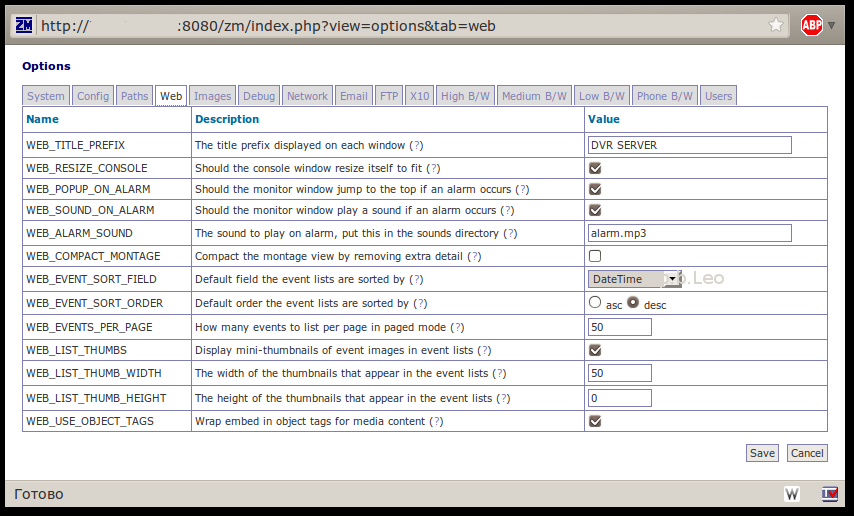 ZM http:// :8080/zm/index.php?view=options&tab=web ABP
Options
System Config Paths Web Images Debug Network Email FTP X10 High B/W Medium B/W Low B/W Phone B/W Users
Name Description Value
WEB_TITLE_PREFIX The title prefix displayed on each window (?) DVR SERVER
WEB_RESIZE_CONSOLE Should the console window resize itself to fit (?)
WEB_POPUP_ON_ALARM Should the monitor window jump to the top if an alarm occurs (?)
WEB_SOUND_ON_ALARM Should the monitor window play a sound if an alarm occurs (?)
WEB_ALARM_SOUND The sound to play on alarm, put this in the sounds directory (?) alarm.mp3
WEB_COMPACT_MONTAGE Compact the montage view by removing extra detail (?)
WEB_EVENT_SORT_FIELD Default field the event lists are sorted by (?) DateTime .Leo
WEB_EVENT_SORT_ORDER Default order the event lists are sorted by (?) asc desc
WEB_EVENTS_PER_PAGE How many events to list per page in paged mode (?) 50
WEB_LIST_THUMBS Display mini-thumbnails of event images in event lists (?)
WEB_LIST_THUMB_WIDTH The width of the thumbnails that appear in the event lists (?) 50
WEB_LIST_THUMB_HEIGHT The height of the thumbnails that appear in the event lists (?) 0
WEB_USE_OBJECT_TAGS Wrap embed in object tags for media content (?)
Save Cancel
Готово W